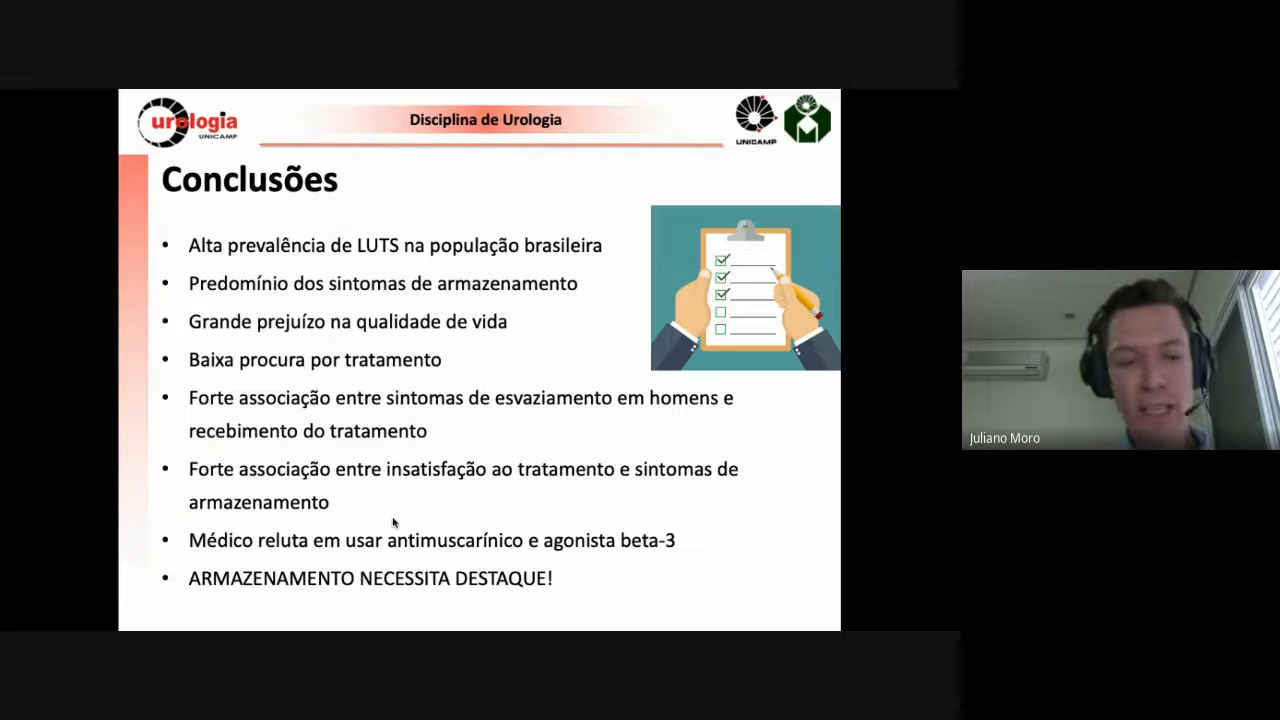 urologia
UNICAMP
Disciplina de Urologia
UNICAMP
Conclusões
• Alta prevalência de LUTS na população brasileira
• Predomínio dos sintomas de armazenamento
• Grande prejuízo na qualidade de vida
• Baixa procura por tratamento
• Forte associação entre sintomas de esvaziamento em homens e
recebimento do tratamento
• Forte associação entre insatisfação ao tratamento e sintomas de
armazenamento
• Médico reluta em usar antimuscarínico e agonista beta-3
• ARMAZENAMENTO NECESSITA DESTAQUE!
Juliano Moro